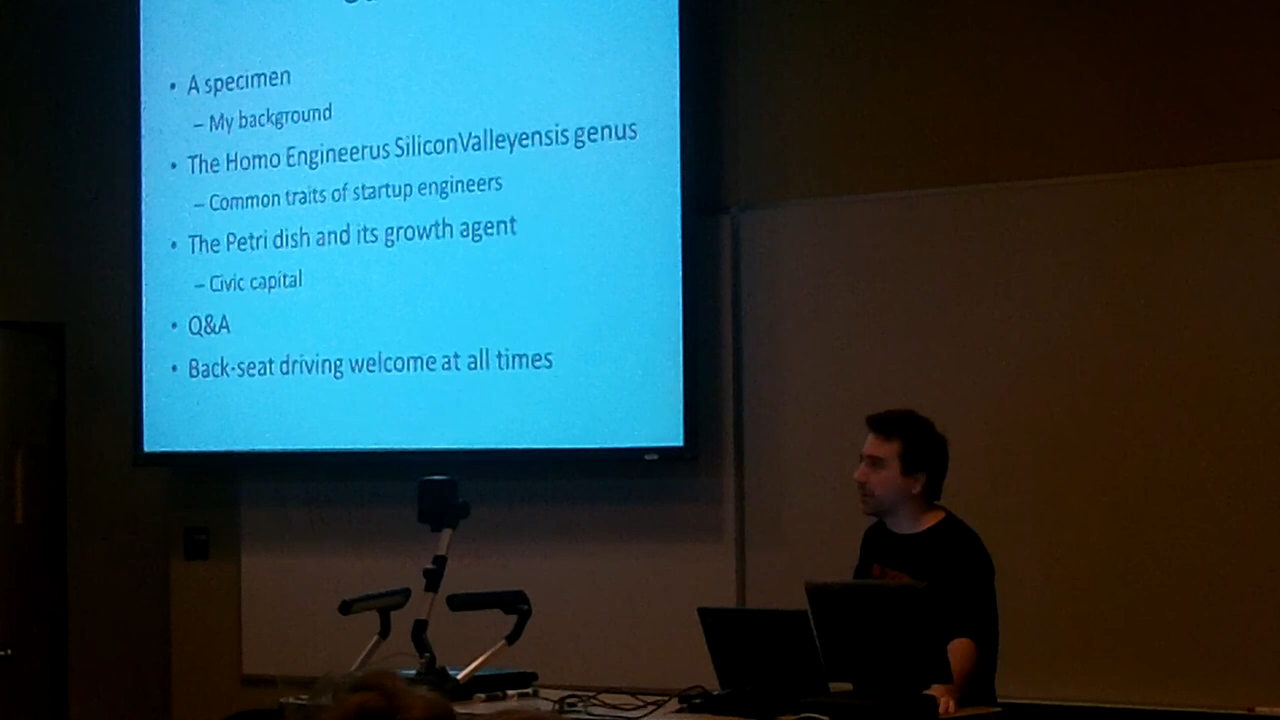 • A specimen
– My background
• The Homo Engineerus SiliconValleyensis genus
– Common traits of startup engineers
• The Petri dish and its growth agent
– Civic capital
• Q&A
• Back-seat driving welcome at all times